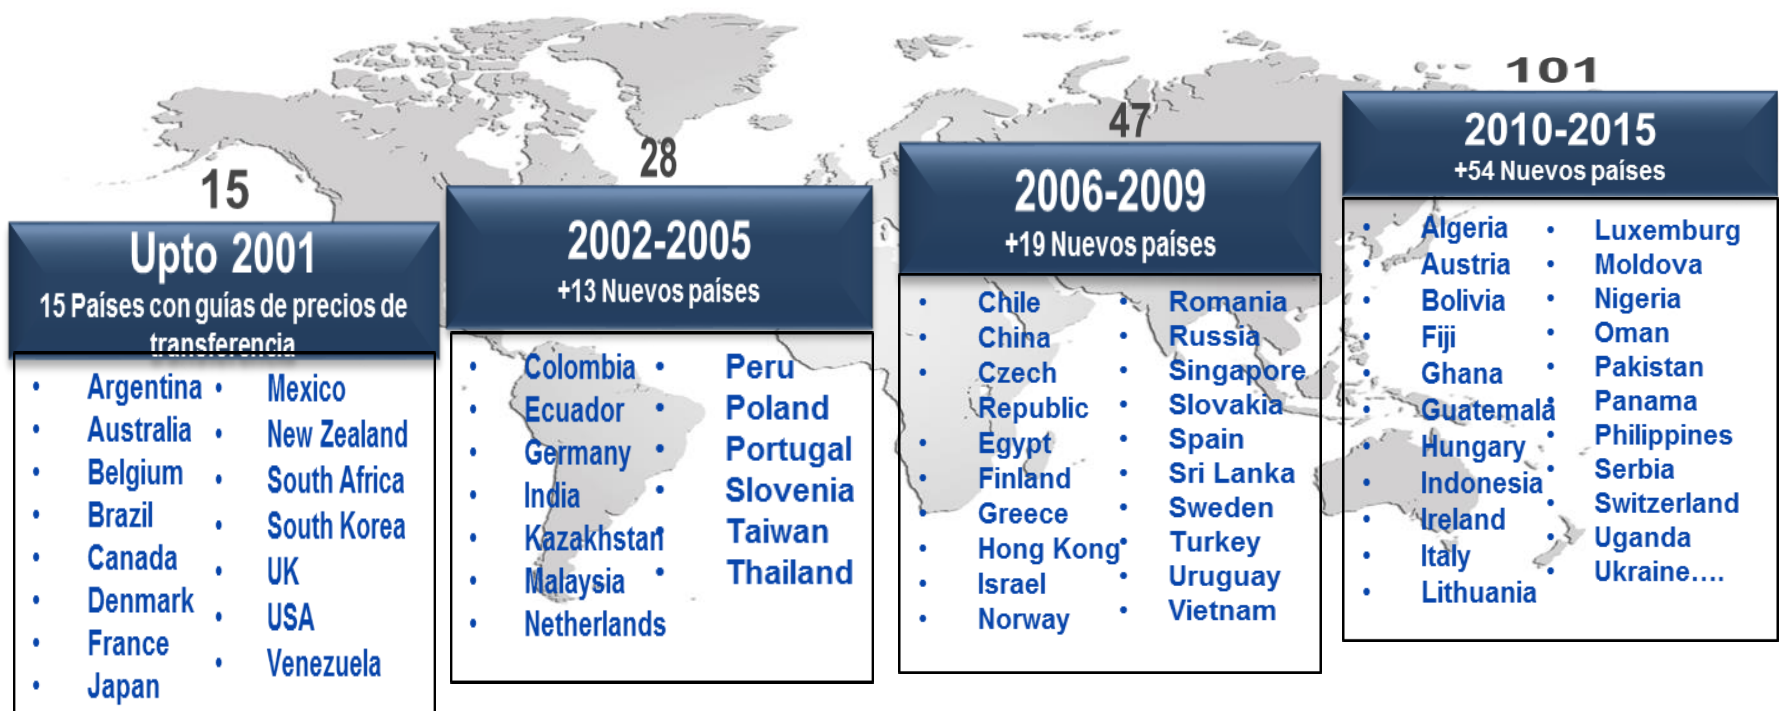 15
Upto 2001
15 Países con guías de precios de
transferencia
• Argentina
• Australia
• Belgium
• Brazil
• Canada
• Denmark
• France
• Japan
• Mexico
• New Zealand
• South Africa
• South Korea
• UK
• USA
• Venezuela
28
2002-2005
+13 Nuevos países
• Colombia
• Ecuador
• Germany
• India
• Kazakhstan
• Malaysia
• Netherlands
• Peru
• Poland
• Portugal
• Slovenia
• Taiwan
• Thailand
47
2006-2009
+19 Nuevos países
• Chile
• China
• Czech
Republic
• Egypt
• Finland
• Greece
• Hong Kong
• Israel
• Norway
• Romania
• Russia
• Singapore
• Slovakia
• Spain
• Sri Lanka
• Sweden
• Turkey
• Uruguay
• Vietnam
101
2010-2015
+54 Nuevos países
• Algeria
• Austria
• Bolivia
• Fiji
• Ghana
• Guatemala
• Hungary
• Indonesia
• Ireland
• Italy
• Lithuania
• Luxemburg
• Moldova
• Nigeria
• Oman
• Pakistan
• Panama
• Philippines
• Serbia
• Switzerland
• Uganda
• Ukraine….